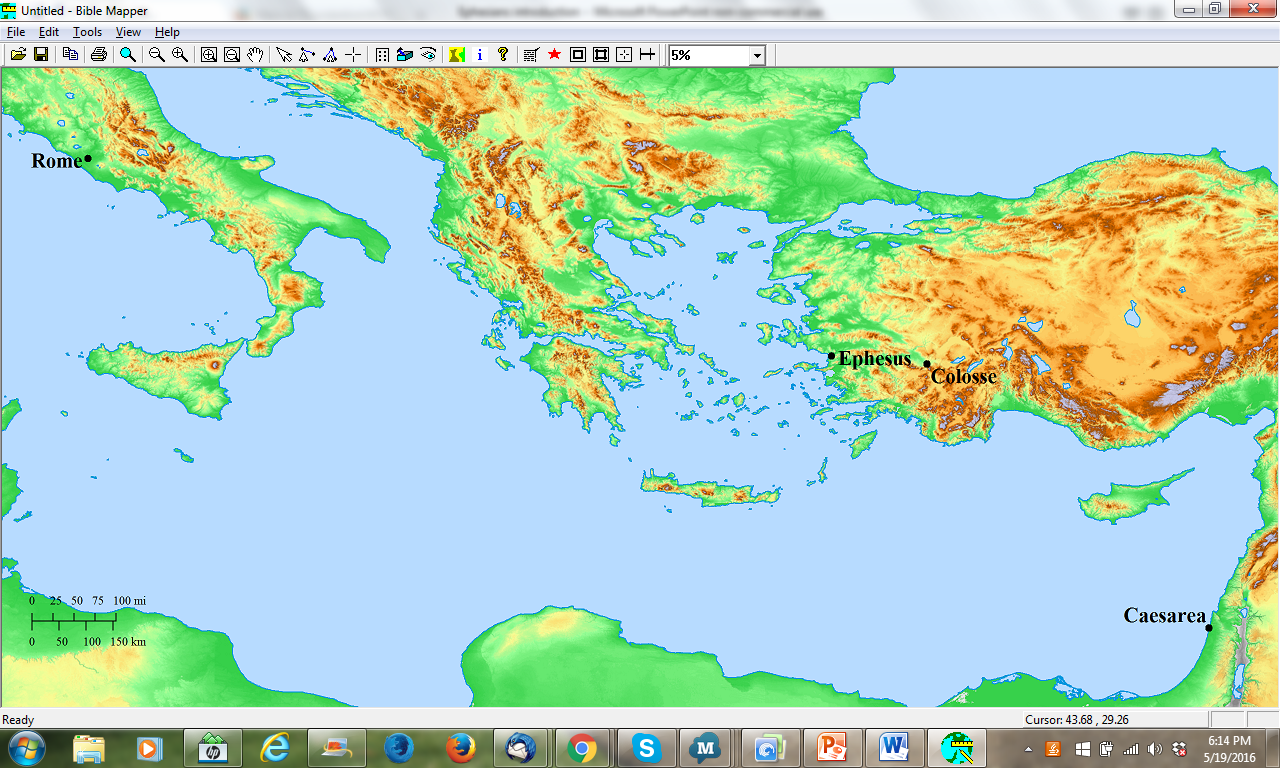 Untitled - Bible Mapper
Ephesians introduction - Microsoft PowerPoint non-commercial use
File Edit Tools View Help
5%
Rome
Ephesus
Colosse
0 25 50 75 100 mi
0 50 100 150 km
Caesarea
Ready
Cursor: 43.68 , 29.26
6:14 PM
5/19/2016